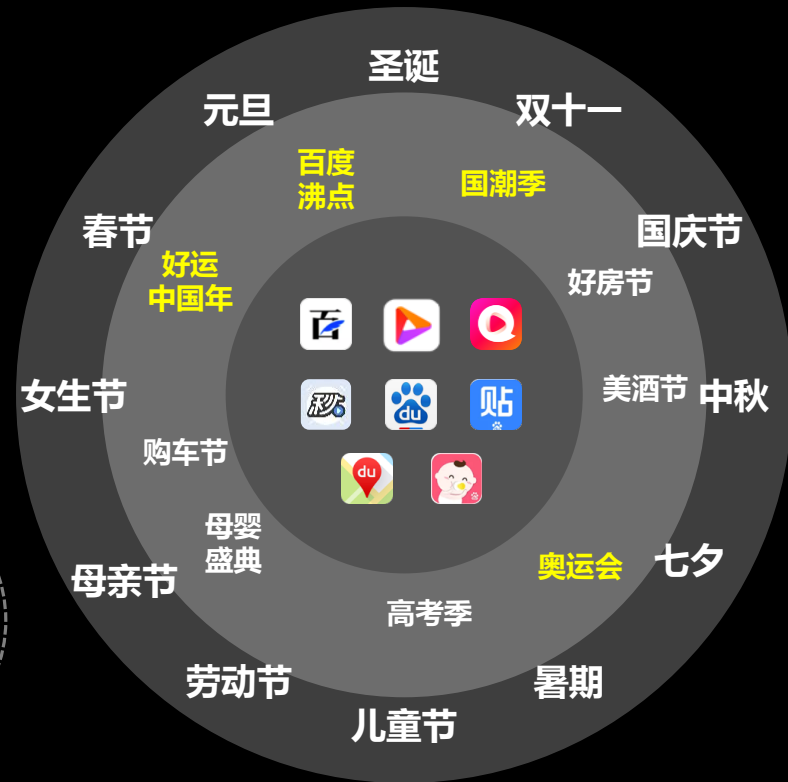 圣诞
元旦
双十一
百度
沸点
国潮季
春节
国庆节
好运
中国年
好房节
百
女生节
美酒节
中秋
秒
du
贴
购车节
du
母婴
盛典
母亲节
奥运会
七夕
高考季
劳动节
暑期
儿童节